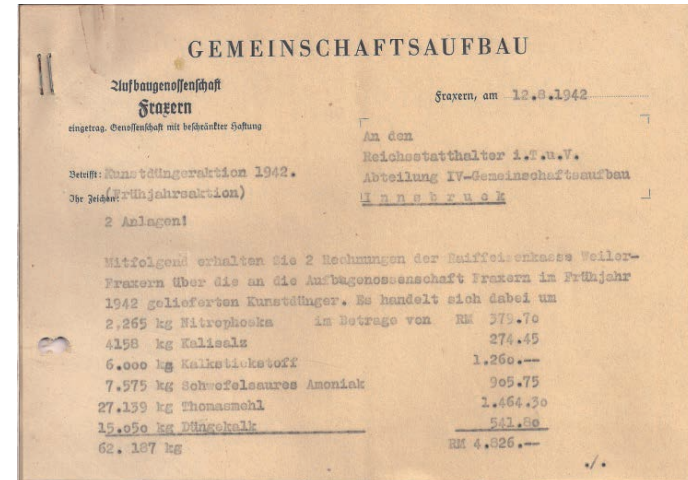 GEMEINSCHAFTSAUFBAU
Aufbaugenossenschaft
Fraxern
eingetrag. Genossenschaft mit beschränkter Haftung
Fraxern, am 12.8.1942
An den
Reichsstatthalter i.T.u.V.
Abteilung IV-Gemeinschaftsaufbau
Innsbruck
Betrifft: Kunstdüngeraktion 1942.
Ihr Zeichen: (Frühjahrsaktion)
2 Anlagen!
Mitfolgend erhalten Sie 2 Rechnungen der Raiffeisenkasse Weiler-
Fraxern über die an die Aufbagenossenschaft Fraxern im Frühjahr
1942 gelieferten Kunstdünger. Es handelt sich dabei um
2.265 kg Nitrophoska im Betrage von RM 379.70
4158 kg Kalisalz 274.45
6.000 kg Kalkstickstoff 1.260.--
7.575 kg Schwefelsaures Amoniak 905.75
27.139 kg Thomasmehl 1.464.30
15.050 kg Düngekalk 541.80
62. 187 kg RM 4.826.--
./.